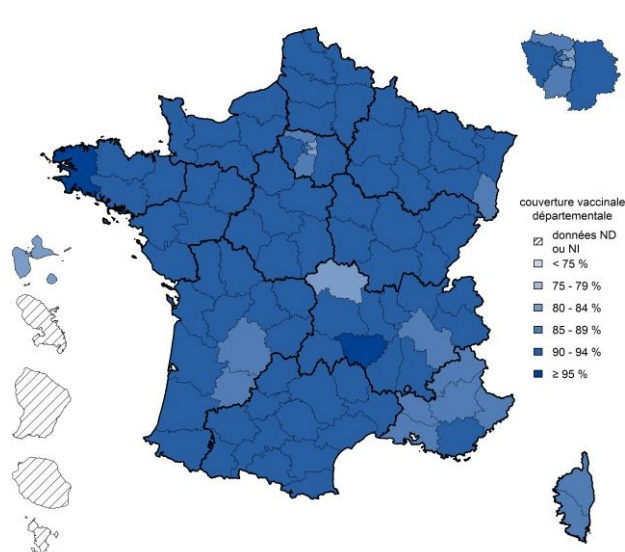 couverture vaccinale
départementale
données ND
ou NI
< 75 %
75 - 79 %
80 - 84 %
85 - 89 %
90 - 94 %
≥ 95 %